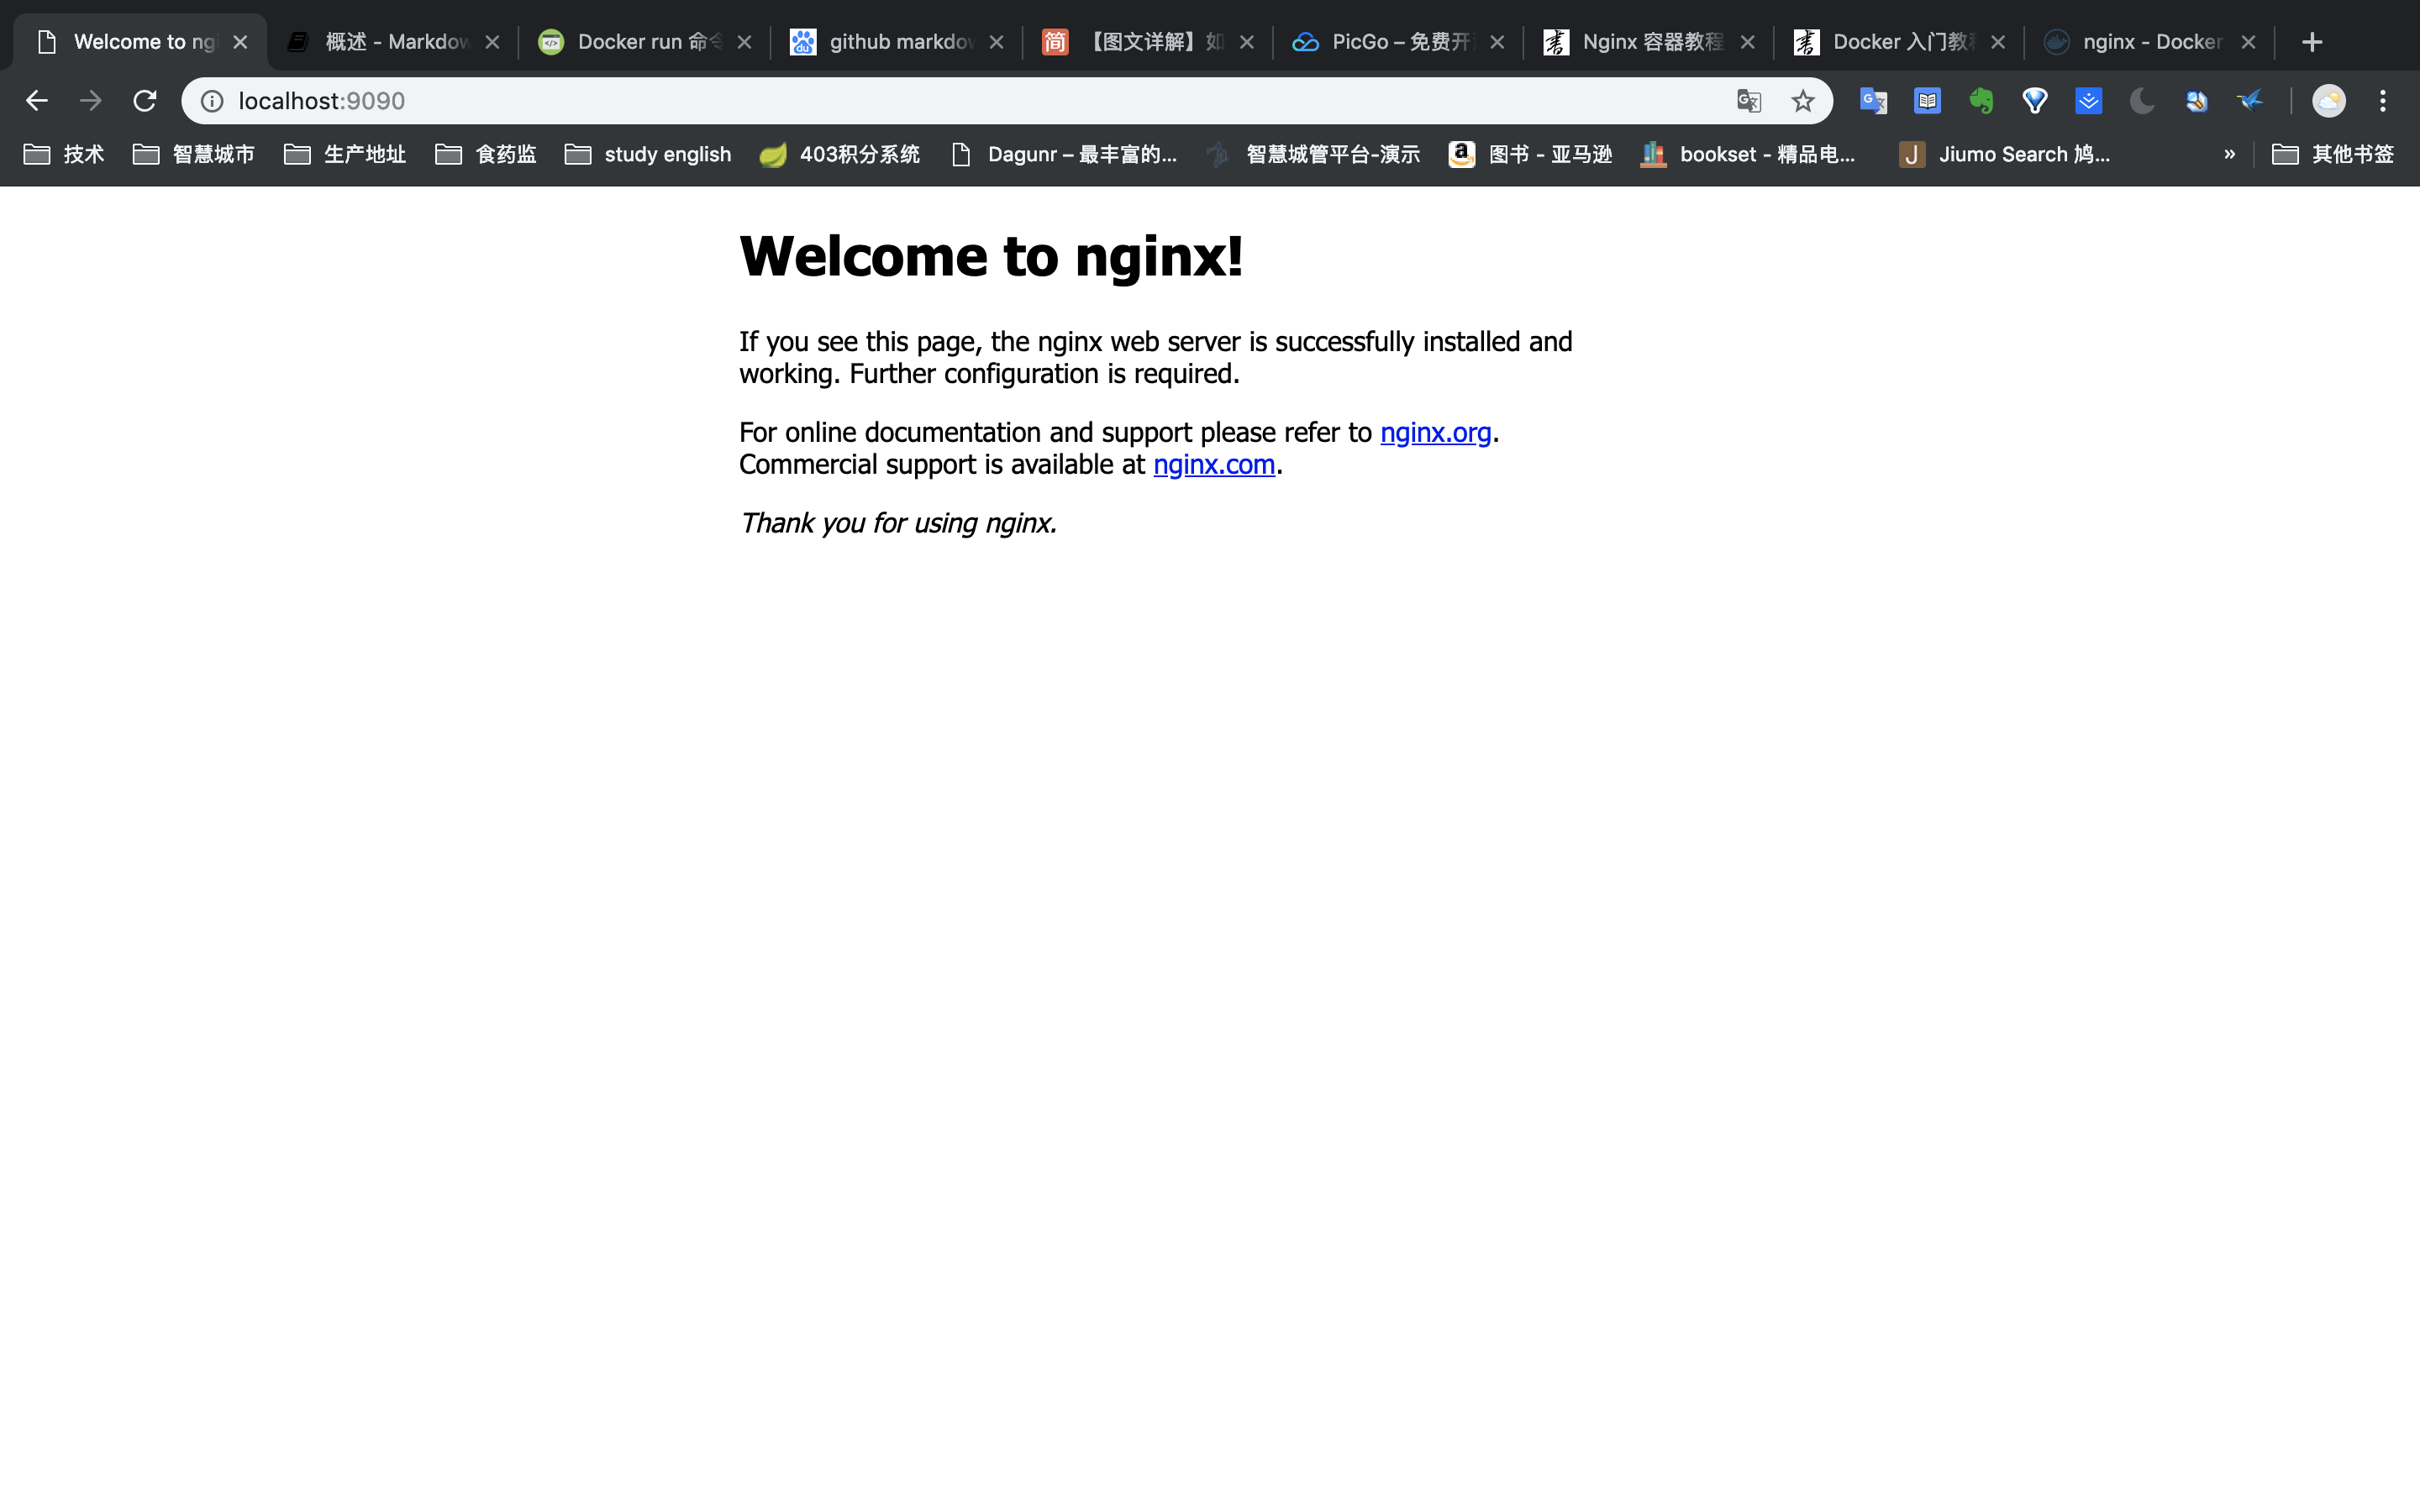 Welcome to ng
概述 - Markdow
Docker run 命令
github markdow
【图文详解】如
PicGo – 免费开
Nginx 容器教程
Docker 入门教
nginx - Docker
localhost:9090
技术
智慧城市
生产地址
食药监
study english
403积分系统
Dagunr – 最丰富的...
智慧城管平台-演示
图书 - 亚马逊
bookset - 精品电...
Jiumo Search 鸠...
»
其他书签
Welcome to nginx!
If you see this page, the nginx web server is successfully installed and
working. Further configuration is required.
For online documentation and support please refer to nginx.org.
Commercial support is available at nginx.com.
Thank you for using nginx.